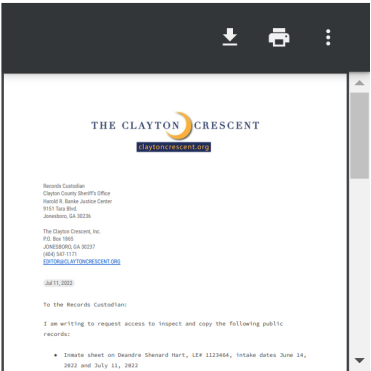 THE CLAYTON CRESCENT
claytoncrescent.org
Records Custodian
Clayton County Sheriff's Office
Harold R. Banke Justice Center
9151 Tara Blvd.
Jonesboro, GA 30236
The Clayton Crescent, Inc.
P.O. Box 1865
JONESBORO, GA 30237
(404) 547-1171
EDITOR@CLAYTONCRESCENT.ORG
Jul 11, 2023
To the Records Custodian:
I am writing to request access to inspect and copy the following public
records:
● Inmate sheet on Deandre Shenard Hart, LE# 1123464, intake dates June 14,
2022 and July 11, 2022